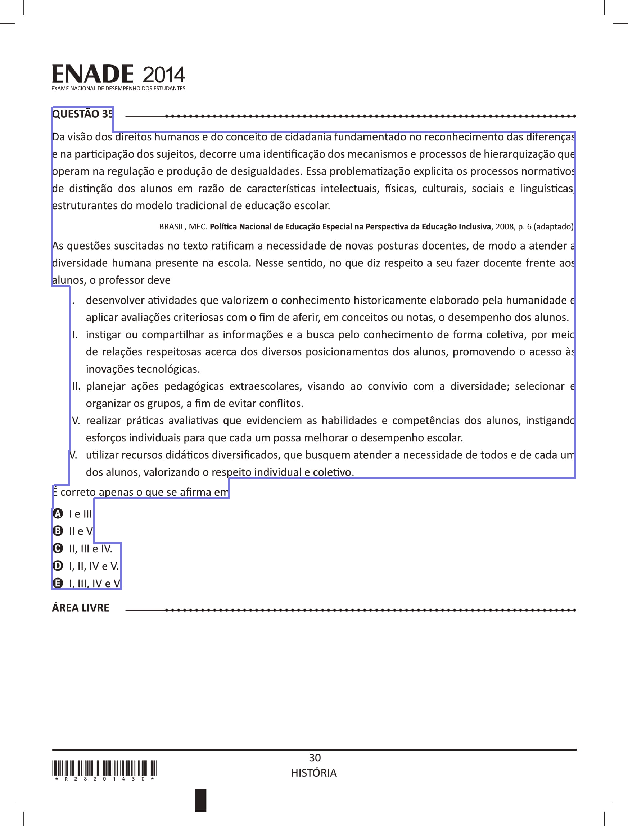 ENADE 2014
EXAME NACIONAL DE DESEMPENHO DOS ESTUDANTES
QUESTÃO 35
Da visão dos direitos humanos e do conceito de cidadania fundamentado no reconhecimento das diferenças
e na participação dos sujeitos, decorre uma identificação dos mecanismos e processos de hierarquização que
operam na regulação e produção de desigualdades. Essa problematização explicita os processos normativos
de distinção dos alunos em razão de características intelectuais, físicas, culturais, sociais e linguísticas,
estruturantes do modelo tradicional de educação escolar.
BRASIL, MEC. Política Nacional de Educação Especial na Perspectiva da Educação Inclusiva, 2008, p. 6 (adaptado).
As questões suscitadas no texto ratificam a necessidade de novas posturas docentes, de modo a atender a
diversidade humana presente na escola. Nesse sentido, no que diz respeito a seu fazer docente frente aos
alunos, o professor deve
I. desenvolver atividades que valorizem o conhecimento historicamente elaborado pela humanidade e
aplicar avaliações criteriosas com o fim de aferir, em conceitos ou notas, o desempenho dos alunos.
II. instigar ou compartilhar as informações e a busca pelo conhecimento de forma coletiva, por meio
de relações respeitosas acerca dos diversos posicionamentos dos alunos, promovendo o acesso às
inovações tecnológicas.
III. planejar ações pedagógicas extraescolares, visando ao convívio com a diversidade; selecionar e
organizar os grupos, a fim de evitar conflitos.
IV. realizar práticas avaliativas que evidenciem as habilidades e competências dos alunos, instigando
esforços individuais para que cada um possa melhorar o desempenho escolar.
V. utilizar recursos didáticos diversificados, que busquem atender a necessidade de todos e de cada um
dos alunos, valorizando o respeito individual e coletivo.
É correto apenas o que se afirma em
A I e III.
B II e V.
C II, III e IV.
D I, II, IV e V.
E I, III, IV e V.
ÁREA LIVRE
30
HISTÓRIA
*R28201430*